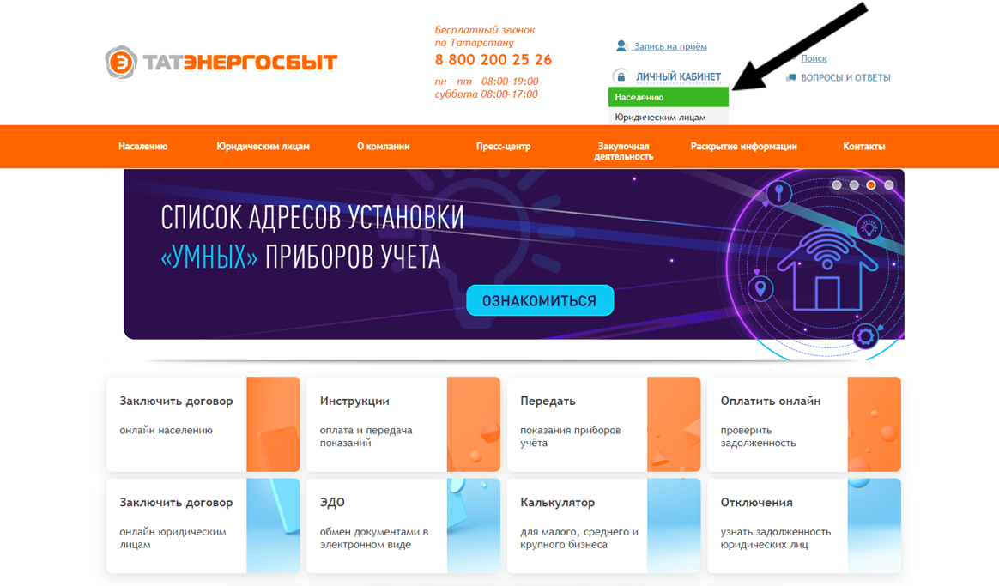 ТАТЭНЕРГОСБЫТ
Бесплатный звонок
по Татарстану
8 800 200 25 26
пн - пт 08:00-19:00
суббота 08:00-17:00
Запись на приём
ЛИЧНЫЙ КАБИНЕТ
Населению
Юридическим лицам
Поиск
ВОПРОСЫ И ОТВЕТЫ
Населению
Юридическим лицам
О компании
Пресс-центр
Закупочная
деятельность
Раскрытие информации
Контакты
СПИСОК АДРЕСОВ УСТАНОВКИ
«УМНЫХ» ПРИБОРОВ УЧЕТА
ОЗНАКОМИТЬСЯ
Заключить договор
онлайн населению
Инструкции
оплата и передача
показаний
Передать
показания приборов
учёта
Оплатить онлайн
проверить
задолженность
Заключить договор
онлайн юридическим
лицам
ЭДО
обмен документами в
электронном виде
Калькулятор
для малого, среднего и
крупного бизнеса
Отключения
узнать задолженность
юридических лиц